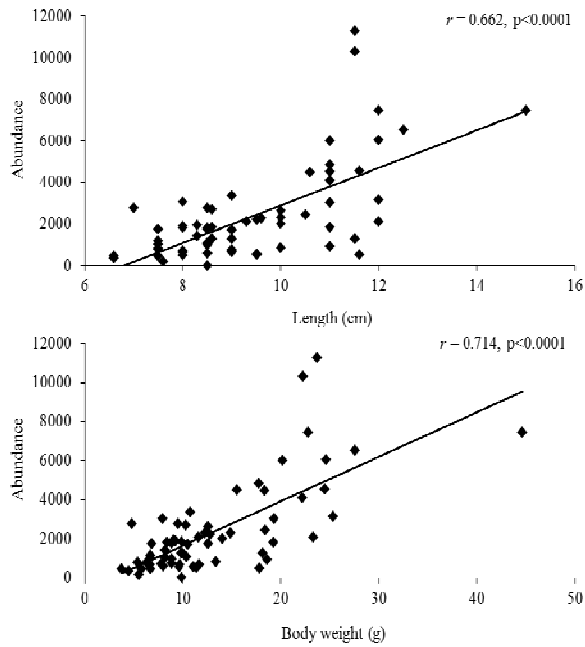 r = 0.662, p<0.0001
12000
10000
8000
6000
4000
2000
0
Abundance
6 8 10 12 14 16
Length (cm)
r – 0.714, p<0.0001
12000
10000
8000
6000
4000
2000
0
Abundance
0 10 20 30 40 50
Body weight (g)